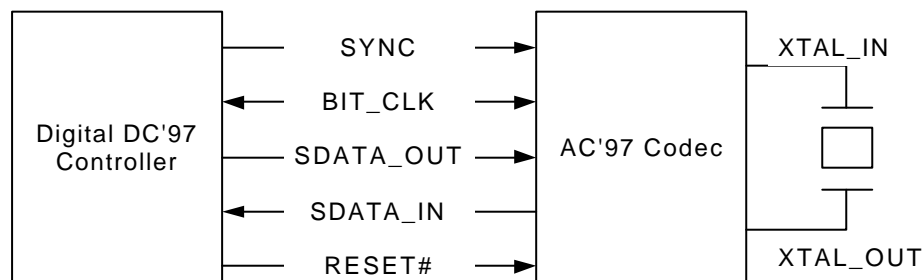 SYNC
XTAL_IN
BIT_CLK
Digital DC'97
Controller
SDATA_OUT
AC'97 Codec
SDATA_IN
RESET#
XTAL_OUT